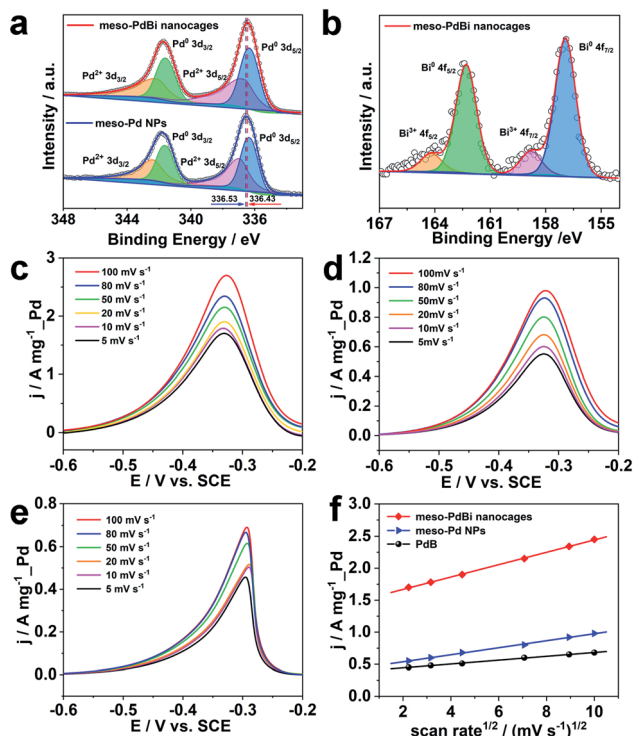 a
meso-PdBi nanocages
Pd⁰ 3d₃/₂
Pd⁰ 3d₅/₂
Pd²⁺ 3d₃/₂
Pd²⁺ 3d₅/₂
meso-Pd NPs
Pd⁰ 3d₃/₂
Pd⁰ 3d₅/₂
Pd²⁺ 3d₃/₂
Pd²⁺ 3d₅/₂
336.53
336.43
Intensity / a.u.
348
344
340
336
Binding Energy / eV
b
meso-PdBi nanocages
Bi⁰ 4f₇/₂
Bi⁰ 4f₅/₂
Bi³⁺ 4f₅/₂
Bi³⁺ 4f₇/₂
Intensity / a.u.
167
164
161
158
155
Binding Energy /eV
c
100 mV s⁻¹
80 mV s⁻¹
50 mV s⁻¹
20 mV s⁻¹
10 mV s⁻¹
5 mV s⁻¹
j / A mg⁻¹_Pd
3
2
1
0
-0.6
-0.5
-0.4
-0.3
-0.2
E / V vs. SCE
d
100mV s⁻¹
80mV s⁻¹
50mV s⁻¹
20mV s⁻¹
10mV s⁻¹
5mV s⁻¹
j / A mg⁻¹_Pd
1.2
1.0
0.8
0.6
0.4
0.2
0.0
-0.6
-0.5
-0.4
-0.3
-0.2
E / V vs. SCE
e
100 mV s⁻¹
80 mV s⁻¹
50 mV s⁻¹
20 mV s⁻¹
10 mV s⁻¹
5 mV s⁻¹
j / A mg⁻¹_Pd
0.8
0.6
0.4
0.2
0.0
-0.6
-0.5
-0.4
-0.3
-0.2
E / V vs. SCE
f
meso-PdBi nanocages
meso-Pd NPs
PdB
j / A mg⁻¹_Pd
3.0
2.5
2.0
1.5
1.0
0.5
0.0
2
4
6
8
10
scan rate¹/² / (mV s⁻¹)¹/²